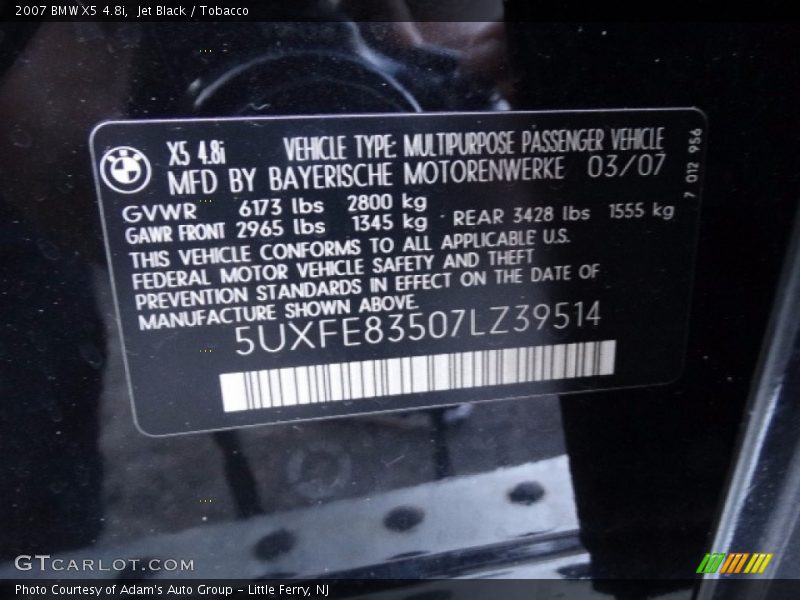 2007 BMW X5 4.8i, Jet Black / Tobacco
X5 4.8i VEHICLE TYPE: MULTIPURPOSE PASSENGER VEHICLE
MFD BY BAYERISCHE MOTORENWERKE 03/07
GVWR 6173 lbs 2800 kg
GAWR FRONT 2965 lbs 1345 kg - REAR 3428 lbs 1555 kg
THIS VEHICLE CONFORMS TO ALL APPLICABLE U.S.
FEDERAL MOTOR VEHICLE SAFETY AND THEFT
PREVENTION STANDARDS IN EFFECT ON THE DATE OF
MANUFACTURE SHOWN ABOVE.
5UXFE83507LZ39514
7 012 956
BMW
GTCARLOT.COM
Photo Courtesy of Adam's Auto Group - Little Ferry, NJ